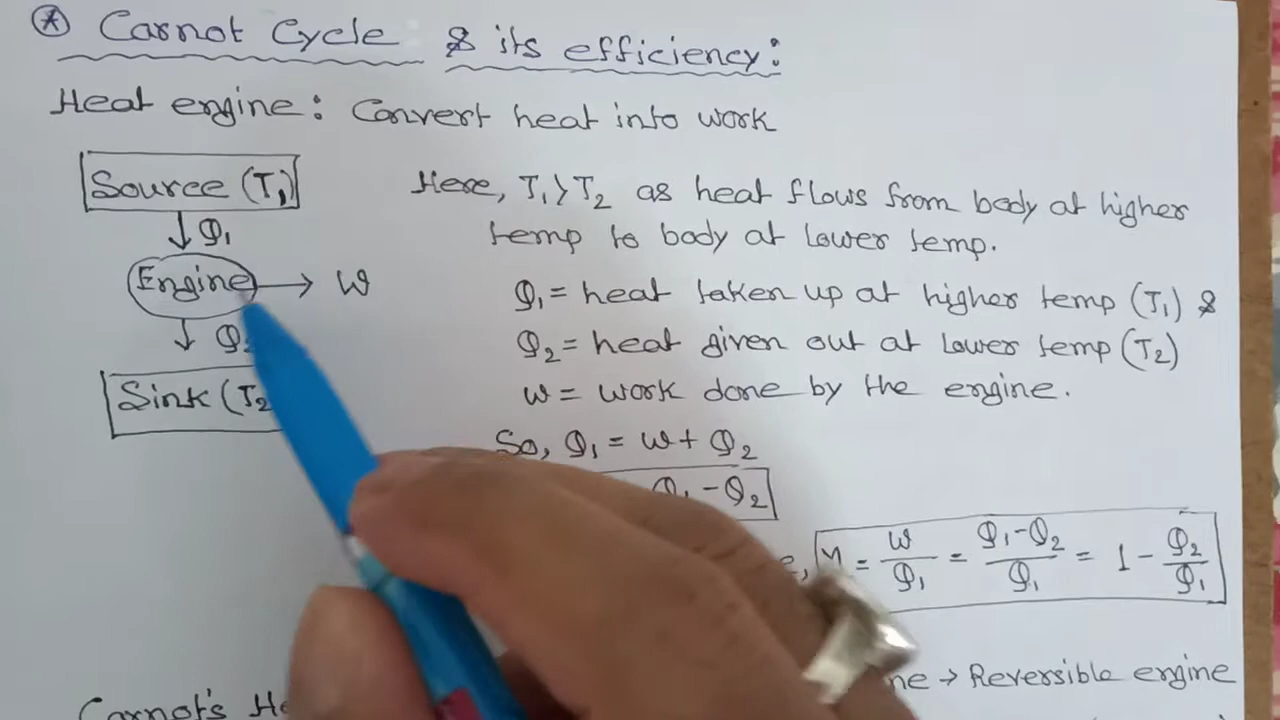 * Carnot Cycle & its efficiency:
Heat engine: Convert heat into work
Source (T₁)
↓ Q₁
Engine → W
↓ Q₂
Sink (T₂
Here, T₁>T₂ as heat flows from body at higher
temp to body at lower temp.
Q₁ = heat taken up at higher temp (T₁) &
Q₂ = heat given out at lower temp (T₂)
W = work done by the engine.
So, Q₁ = W + Q₂
Q₁ - Q₂
η = W/Q₁ = Q₁-Q₂/Q₁ = 1 - Q₂/Q₁
→ Reversible engine
Carnot's